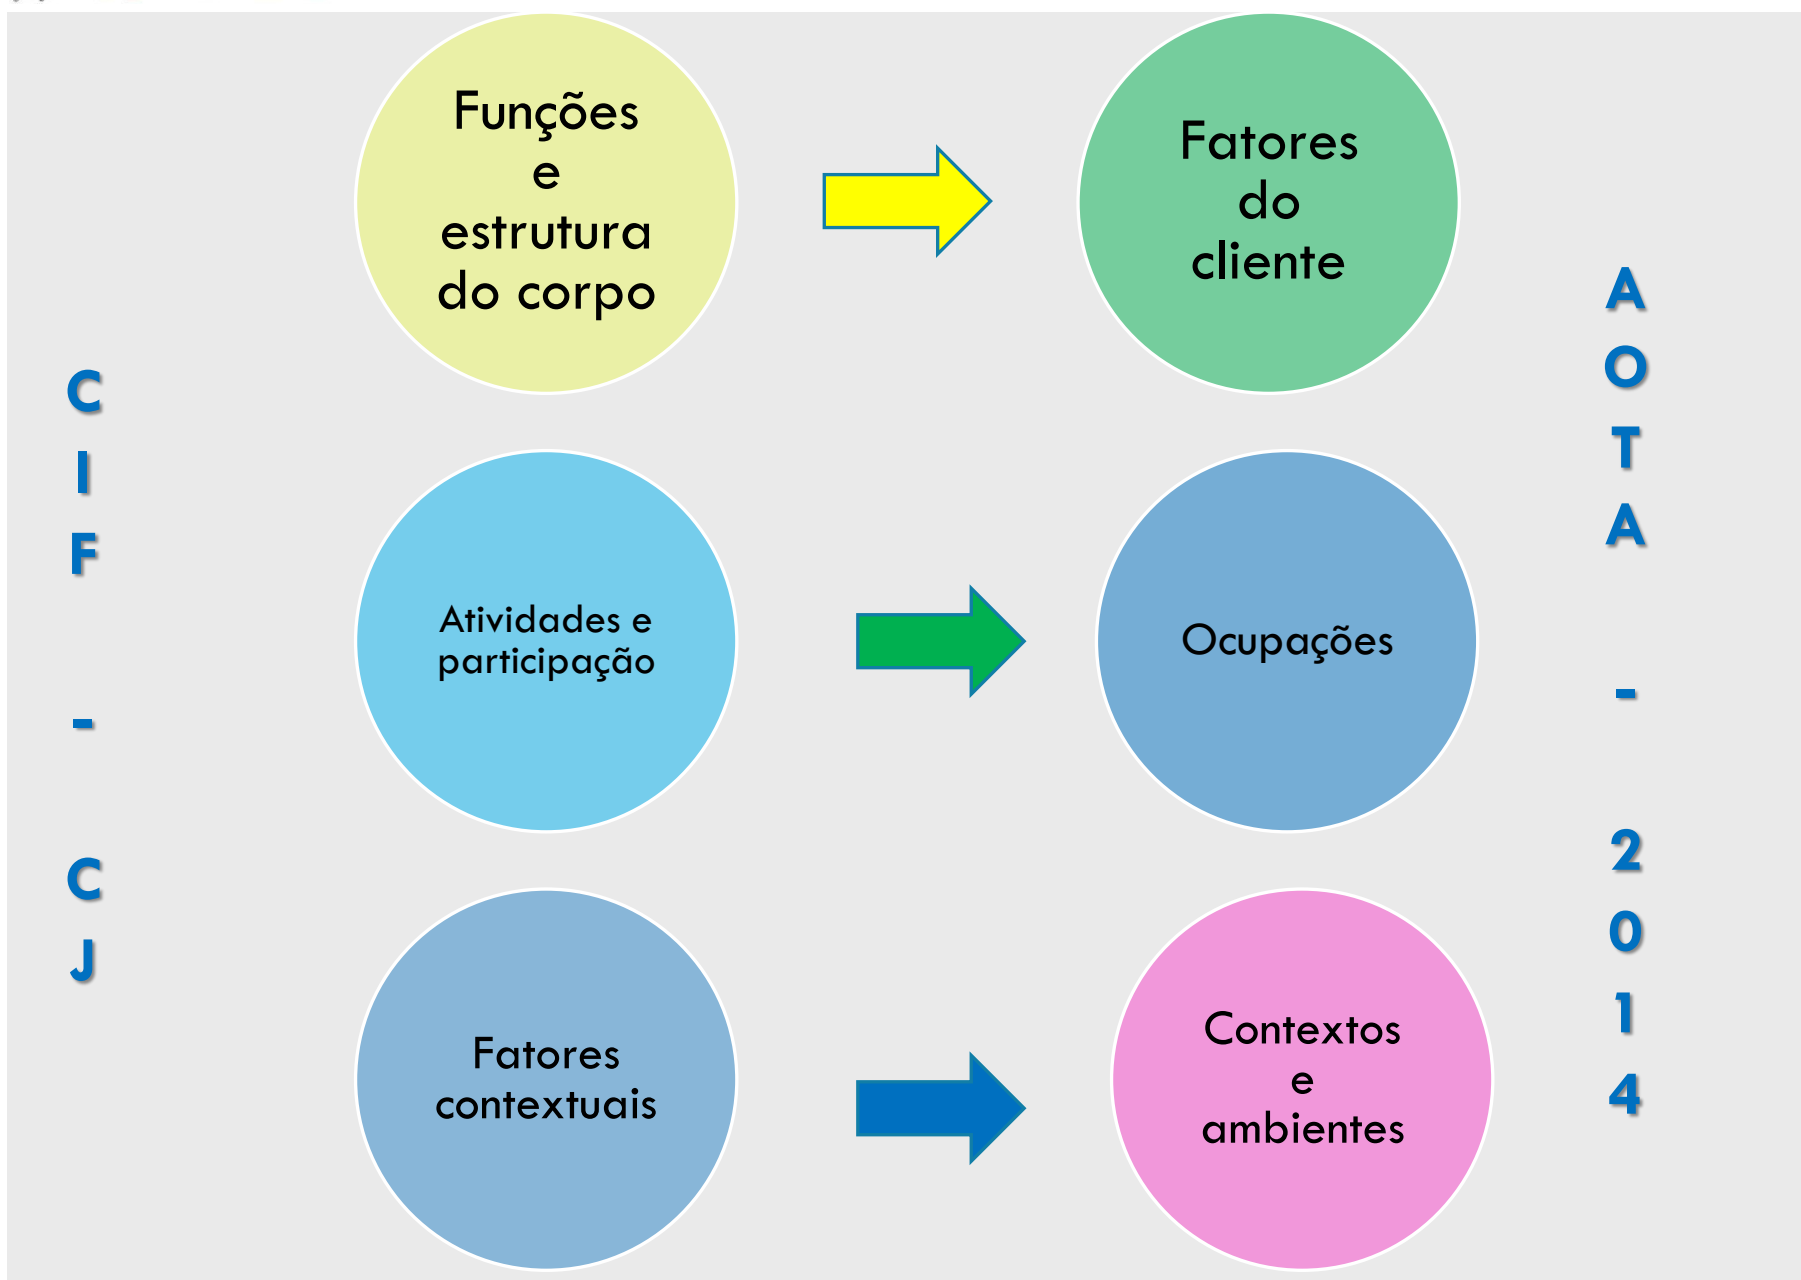 Funções
e
estrutura
do corpo
Fatores
do
cliente
C
I
F
-
C
J
Atividades e
participação
Ocupações
A
O
T
A
-
2
0
1
4
Fatores
contextuais
Contextos
e
ambientes